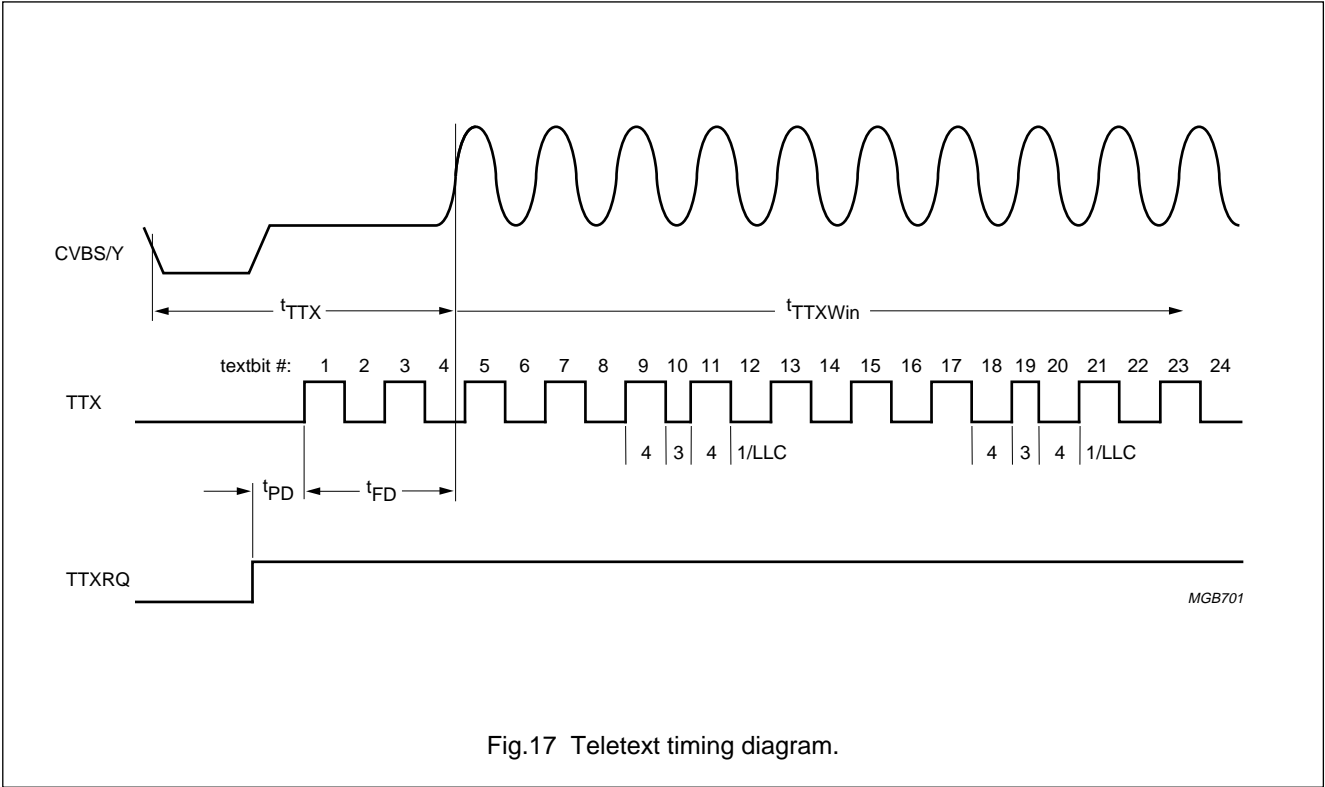 CVBS/Y
tTTX
tTTXWin
textbit #: 1 2 3 4 5 6 7 8 9 10 11 12 13 14 15 16 17 18 19 20 21 22 23 24
TTX
4 3 4 1/LLC 4 3 4 1/LLC
tPD tFD
TTXRQ
MGB701
Fig.17 Teletext timing diagram.